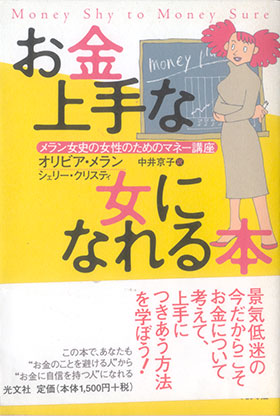 Money Shy to Money Sure
money
お金
上手な
メラン女史の女性のためのマネー講座
オリビア・メラン
シェリー・クリスティ
中井京子 訳
女に
なれる本
景気低迷の
今だからこそ
お金について
考えて、
上手に
つきあう方法
を学ぼう!
この本で、あなたも
“お金のことを避ける人”から
“お金に自信を持つ人”になれる
光文社 定価(本体1,500円+税)